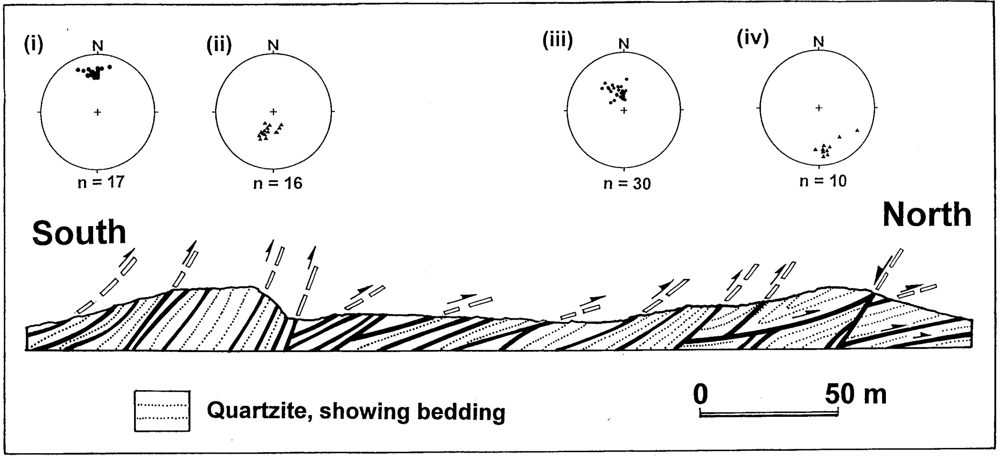 (i)
N
n = 17
(ii)
N
n = 16
(iii)
N
n = 30
(iv)
N
n = 10
South
North
Quartzite, showing bedding
0
50 m